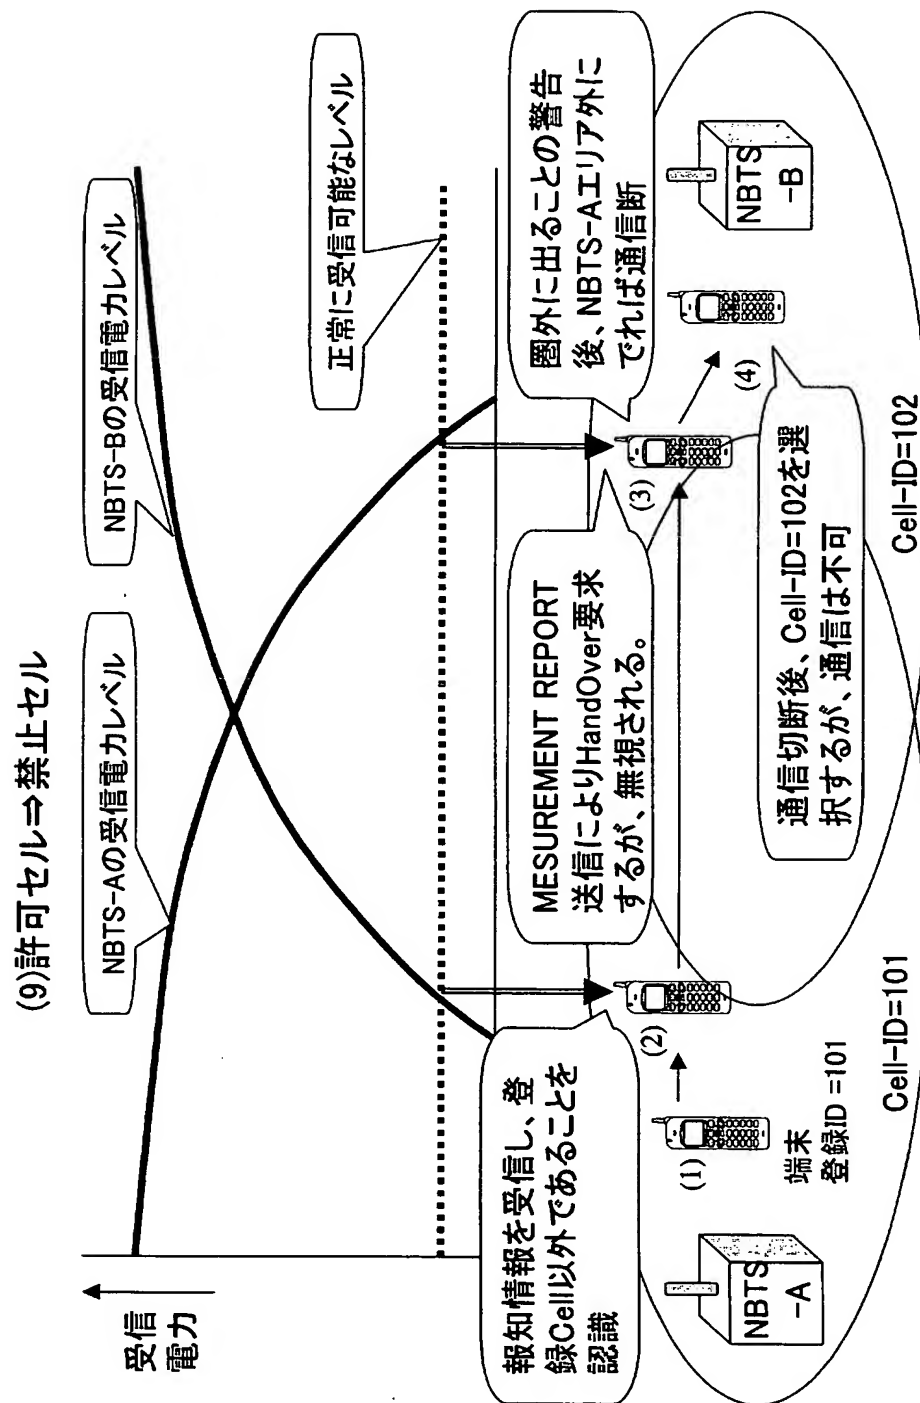 (9)許可セル⇒禁止セル
受信
電力
NBTS-Aの受信電力レベル
NBTS-Bの受信電力レベル
正常に受信可能なレベル
報知情報を受信し、登
録Cell以外であることを
認識
MESUREMENT REPORT
送信によりHandOver要求
するが、無視される。
圏外に出ることの警告
後、NBTS-Aエリア外に
でれば通信断
(1)
(2)
(3)
(4)
NBTS
-A
端末
登録ID=101
通信切断後、Cell-ID=102を選
択するが、通信は不可
NBTS
-B
Cell-ID=101
Cell-ID=102